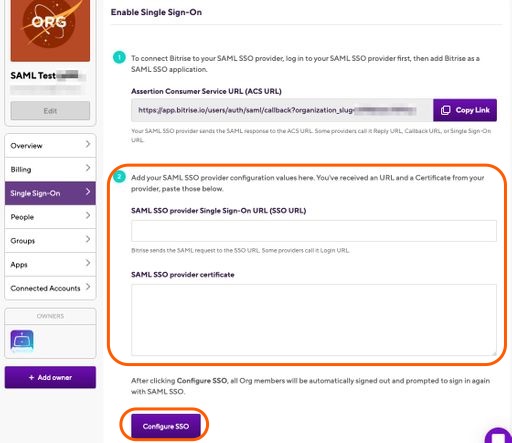 ORG
SAML Test
Edit
Overview
Billing
Single Sign-On
People
Groups
Apps
Connected Accounts
OWNERS
+ Add owner
Enable Single Sign-On
1
To connect Bitrise to your SAML SSO provider, log in to your SAML SSO provider first, then add Bitrise as a
SAML SSO application.
Assertion Consumer Service URL (ACS URL)
https://app.bitrise.io/users/auth/saml/callback?organization_slug=
Copy Link
Your SAML SSO provider sends the SAML response to the ACS URL. Some providers call it Reply URL, Callback URL, or Single Sign-On
URL.
2
Add your SAML SSO provider configuration values here. You've received an URL and a Certificate from your
provider, paste those below.
SAML SSO provider Single Sign-On URL (SSO URL)
Bitrise sends the SAML request to the SSO URL. Some providers call it Login URL.
SAML SSO provider certificate
After clicking Configure SSO, all Org members will be automatically signed out and prompted to sign in again
with SAML SSO.
Configure SSO